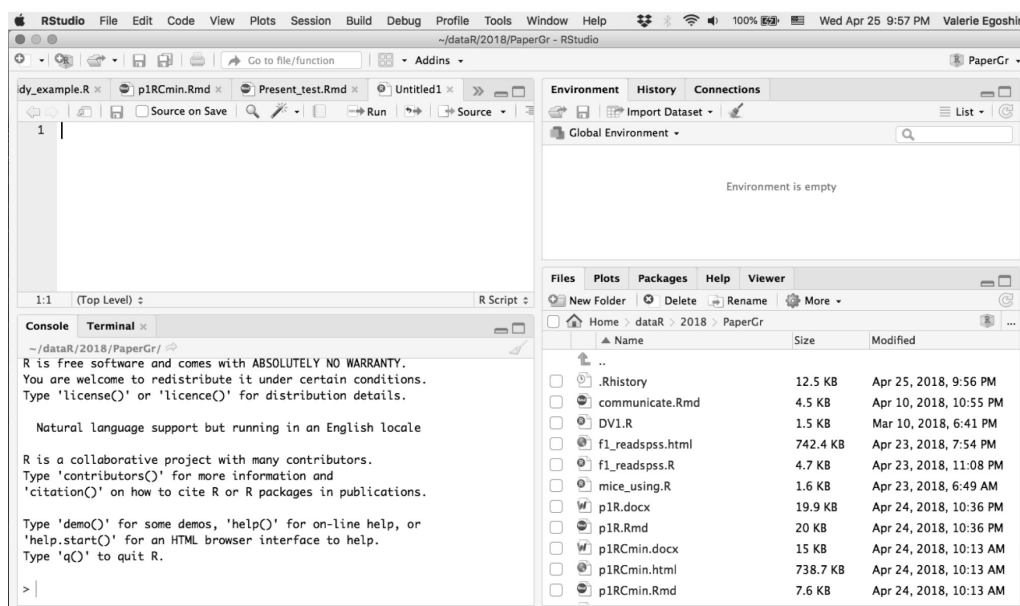 RStudio File Edit Code View Plots Session Build Debug Profile Tools Window Help 100% Wed Apr 25 9:57 PM Valerie Egoshin
~/dataR/2018/PaperGr - RStudio
Go to file/function Addins PaperGr
idy_example.R p1RCmin.Rmd Present_test.Rmd Untitled1
Source on Save Run Source
1
1:1 (Top Level) R Script
Console Terminal
~/dataR/2018/PaperGr/
R is free software and comes with ABSOLUTELY NO WARRANTY.
You are welcome to redistribute it under certain conditions.
Type 'license()' or 'licence()' for distribution details.
Natural language support but running in an English locale
R is a collaborative project with many contributors.
Type 'contributors()' for more information and
'citation()' on how to cite R or R packages in publications.
Type 'demo()' for some demos, 'help()' for on-line help, or
'help.start()' for an HTML browser interface to help.
Type 'q()' to quit R.
>
Environment History Connections
Import Dataset List
Global Environment
Environment is empty
Files Plots Packages Help Viewer
New Folder Delete Rename More
Home > dataR > 2018 > PaperGr R ...
Name Size Modified
..
.Rhistory 12.5 KB Apr 25, 2018, 9:56 PM
communicate.Rmd 4.5 KB Apr 10, 2018, 10:55 PM
DV1.R 1.5 KB Mar 10, 2018, 6:41 PM
f1_readspss.html 742.4 KB Apr 23, 2018, 7:54 PM
f1_readspss.R 4.7 KB Apr 23, 2018, 11:08 PM
mice_using.R 1.6 KB Apr 23, 2018, 6:49 AM
p1R.docx 19.9 KB Apr 24, 2018, 10:36 PM
p1R.Rmd 20 KB Apr 24, 2018, 10:36 PM
p1RCmin.docx 15 KB Apr 24, 2018, 10:13 AM
p1RCmin.html 738.7 KB Apr 24, 2018, 10:13 AM
p1RCmin.Rmd 7.6 KB Apr 24, 2018, 10:13 AM